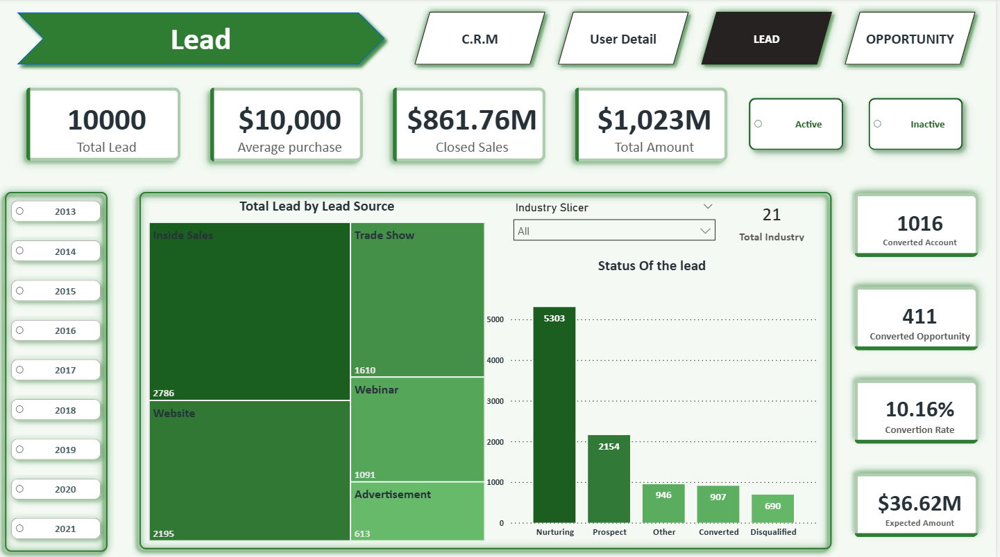 Lead
C.R.M
User Detail
LEAD
OPPORTUNITY
10000
Total Lead
$10,000
Average purchase
$861.76M
Closed Sales
$1,023M
Total Amount
Active
Inactive
2013
2014
2015
2016
2017
2018
2019
2020
2021
Total Lead by Lead Source
Inside Sales
2786
Website
2195
Trade Show
1610
Webinar
1091
Advertisement
613
Industry Slicer
All
21
Total Industry
Status Of the lead
5000
4000
3000
2000
1000
0
5303
2154
946
907
690
Nurturing
Prospect
Other
Converted
Disqualified
1016
Converted Account
411
Converted Opportunity
10.16%
Convertion Rate
$36.62M
Expected Amount